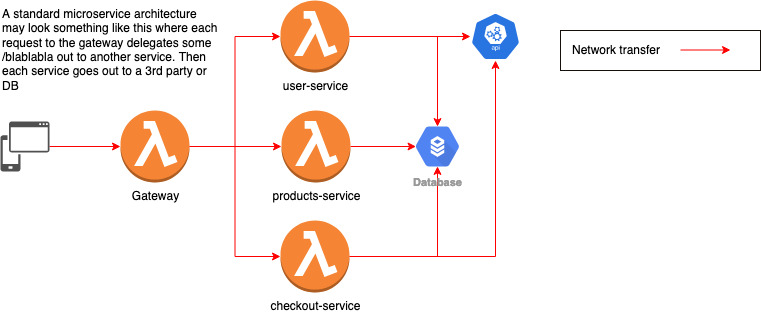 A standard microservice architecture
may look something like this where each
request to the gateway delegates some
/blablabla out to another service. Then
each service goes out to a 3rd party or
DB
api
Network transfer
user-service
Gateway
products-service
Database
checkout-service